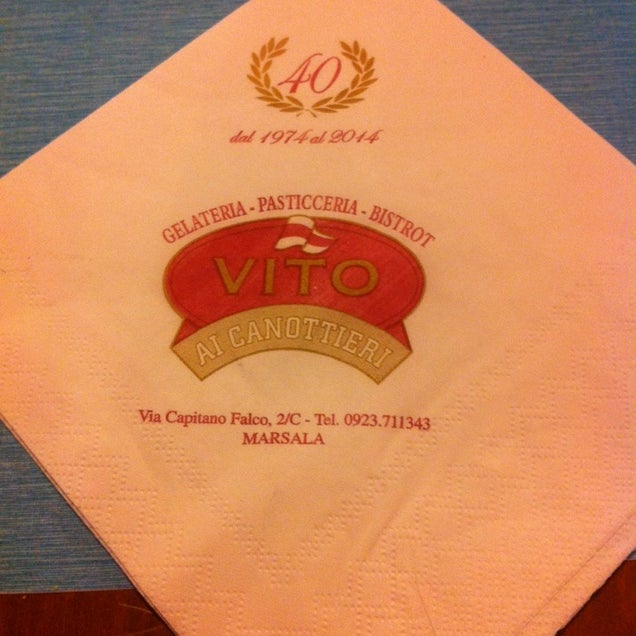 40
dal 1974 al 2014
GELATERIA - PASTICCERIA - BISTROT
VITO
AI CANOTTIERI
Via Capitano Falco, 2/C - Tel. 0923.711343
MARSALA